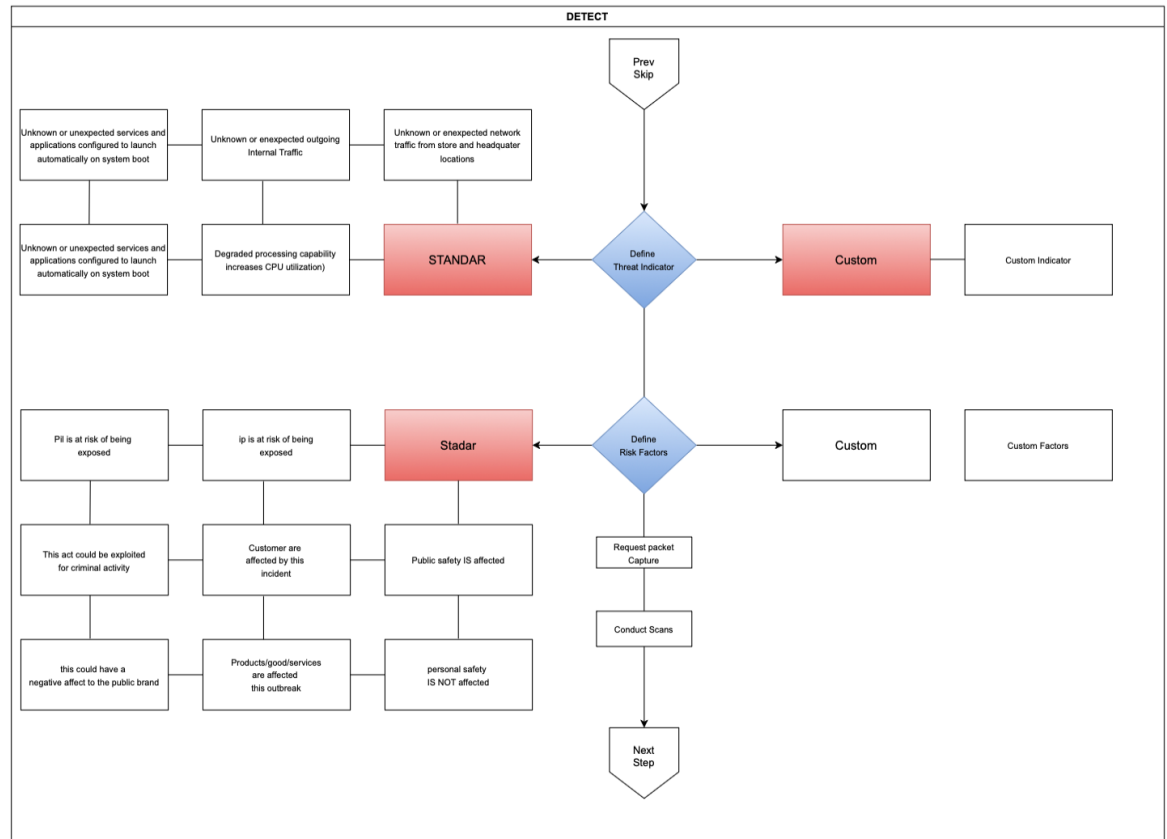 DETECT
Prev
Skip
Unknown or unexpected services and
applications configured to launch
automatically on system boot
Unknown or enexpected outgoing
Internal Traffic
Unknown or enexpected network
traffic from store and headquater
locations
Unknown or unexpected services and
applications configured to launch
automatically on system boot
Degraded processing capability
increases CPU utilization)
STANDAR
Define
Threat Indicator
Custom
Custom Indicator
Pil is at risk of being
exposed
ip is at risk of being
exposed
Stadar
Define
Risk Factors
Custom
Custom Factors
This act could be exploited
for criminal activity
Customer are
affected by this
incident
Public safety IS affected
Request packet
Capture
Conduct Scans
this could have a
negative affect to the public brand
Products/good/services
are affected
this outbreak
personal safety
IS NOT affected
Next
Step